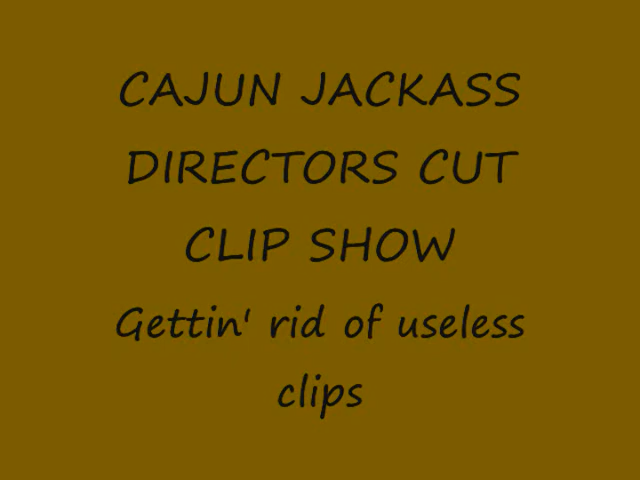 CAJUN JACKASS
DIRECTORS CUT
CLIP SHOW
Gettin' rid of useless
clips